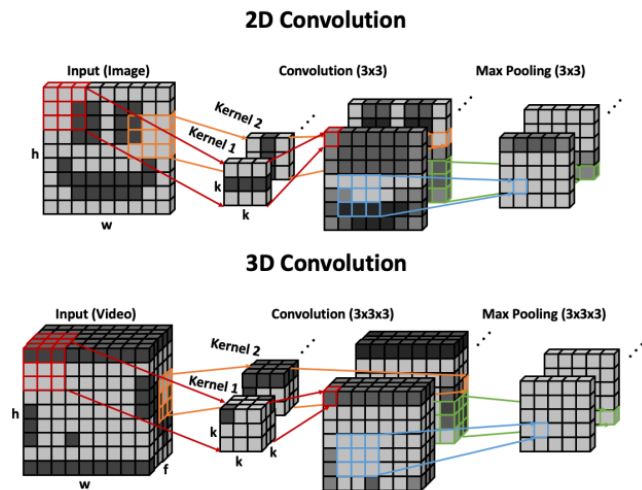 2D Convolution
Input (Image)
Convolution (3x3)
Max Pooling (3x3)
Kernel 2
Kernel 1
h
k
k
w
3D Convolution
Input (Video)
Convolution (3x3x3)
Max Pooling (3x3x3)
Kernel 2
Kernel 1
h
k
k
k
f
w